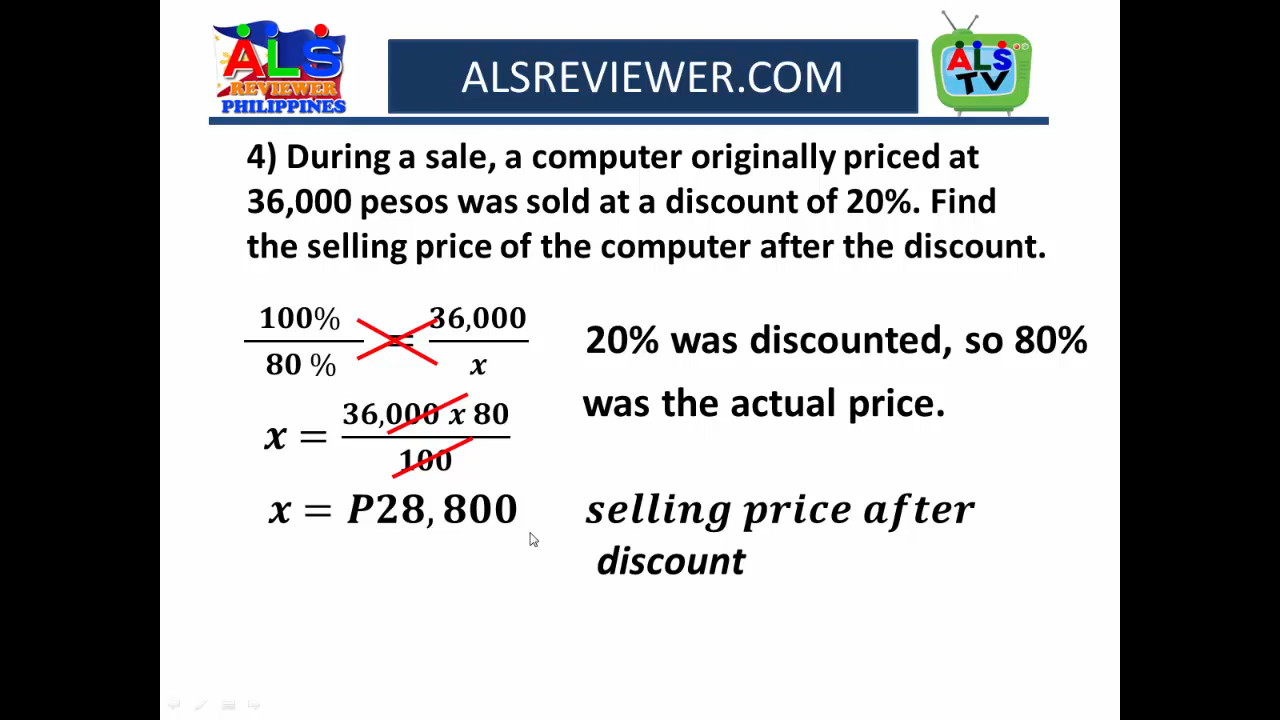 ALS
REVIEWER
PHILIPPINES
ALSREVIEWER.COM
ALS
TV
4) During a sale, a computer originally priced at
36,000 pesos was sold at a discount of 20%. Find
the selling price of the computer after the discount.
100% / 80 % = 36,000 / x
20% was discounted, so 80%
was the actual price.
x = 36,000 x 80 / 100
x = P28,800
selling price after
discount